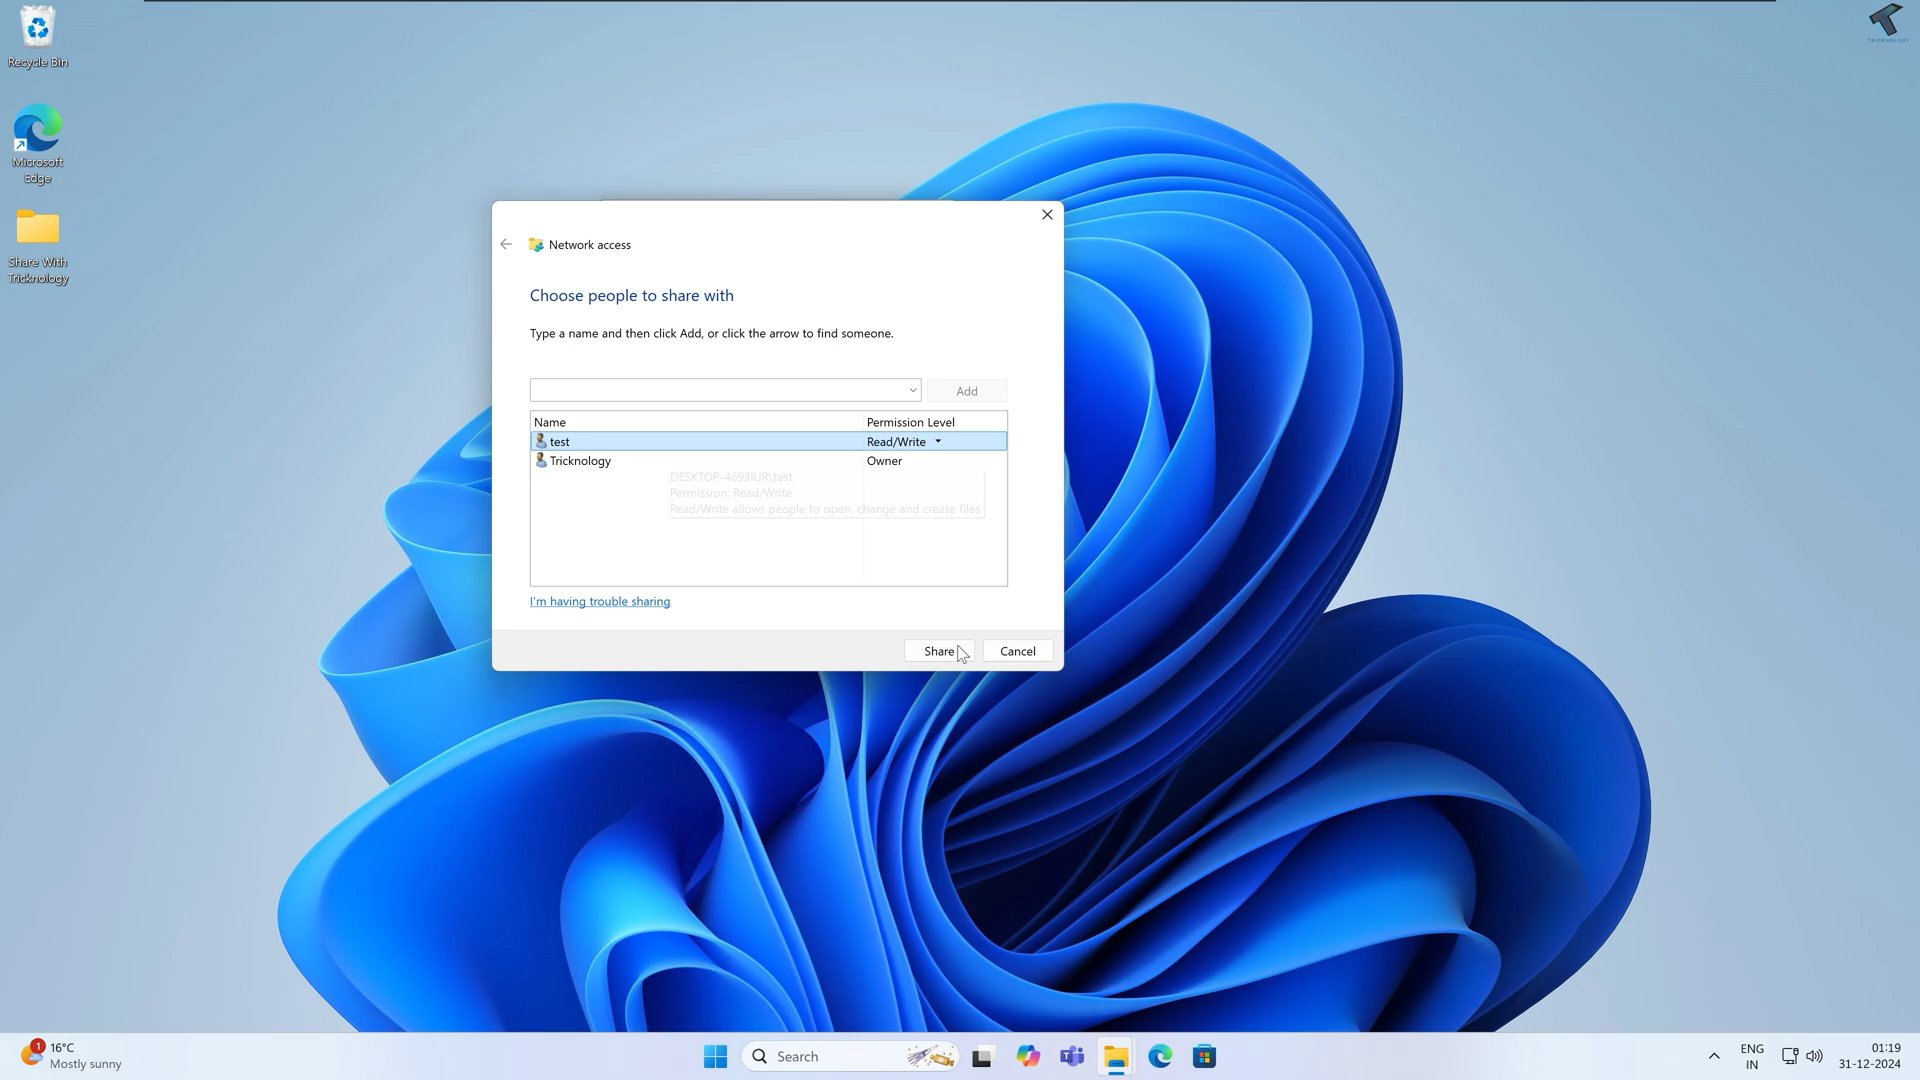 Recycle Bin
TRICKNOLOGY
Microsoft
Edge
Share With
Tricknology
Network access
Choose people to share with
Type a name and then click Add, or click the arrow to find someone.
Add
Name Permission Level
test Read/Write
Tricknology Owner
DESKTOP-4693IUR\test
Permission: Read/Write
Read/Write allows people to open, change and create files
I'm having trouble sharing
Share Cancel
1
16°C
Mostly sunny
Search
ENG
IN
01:19
31-12-2024